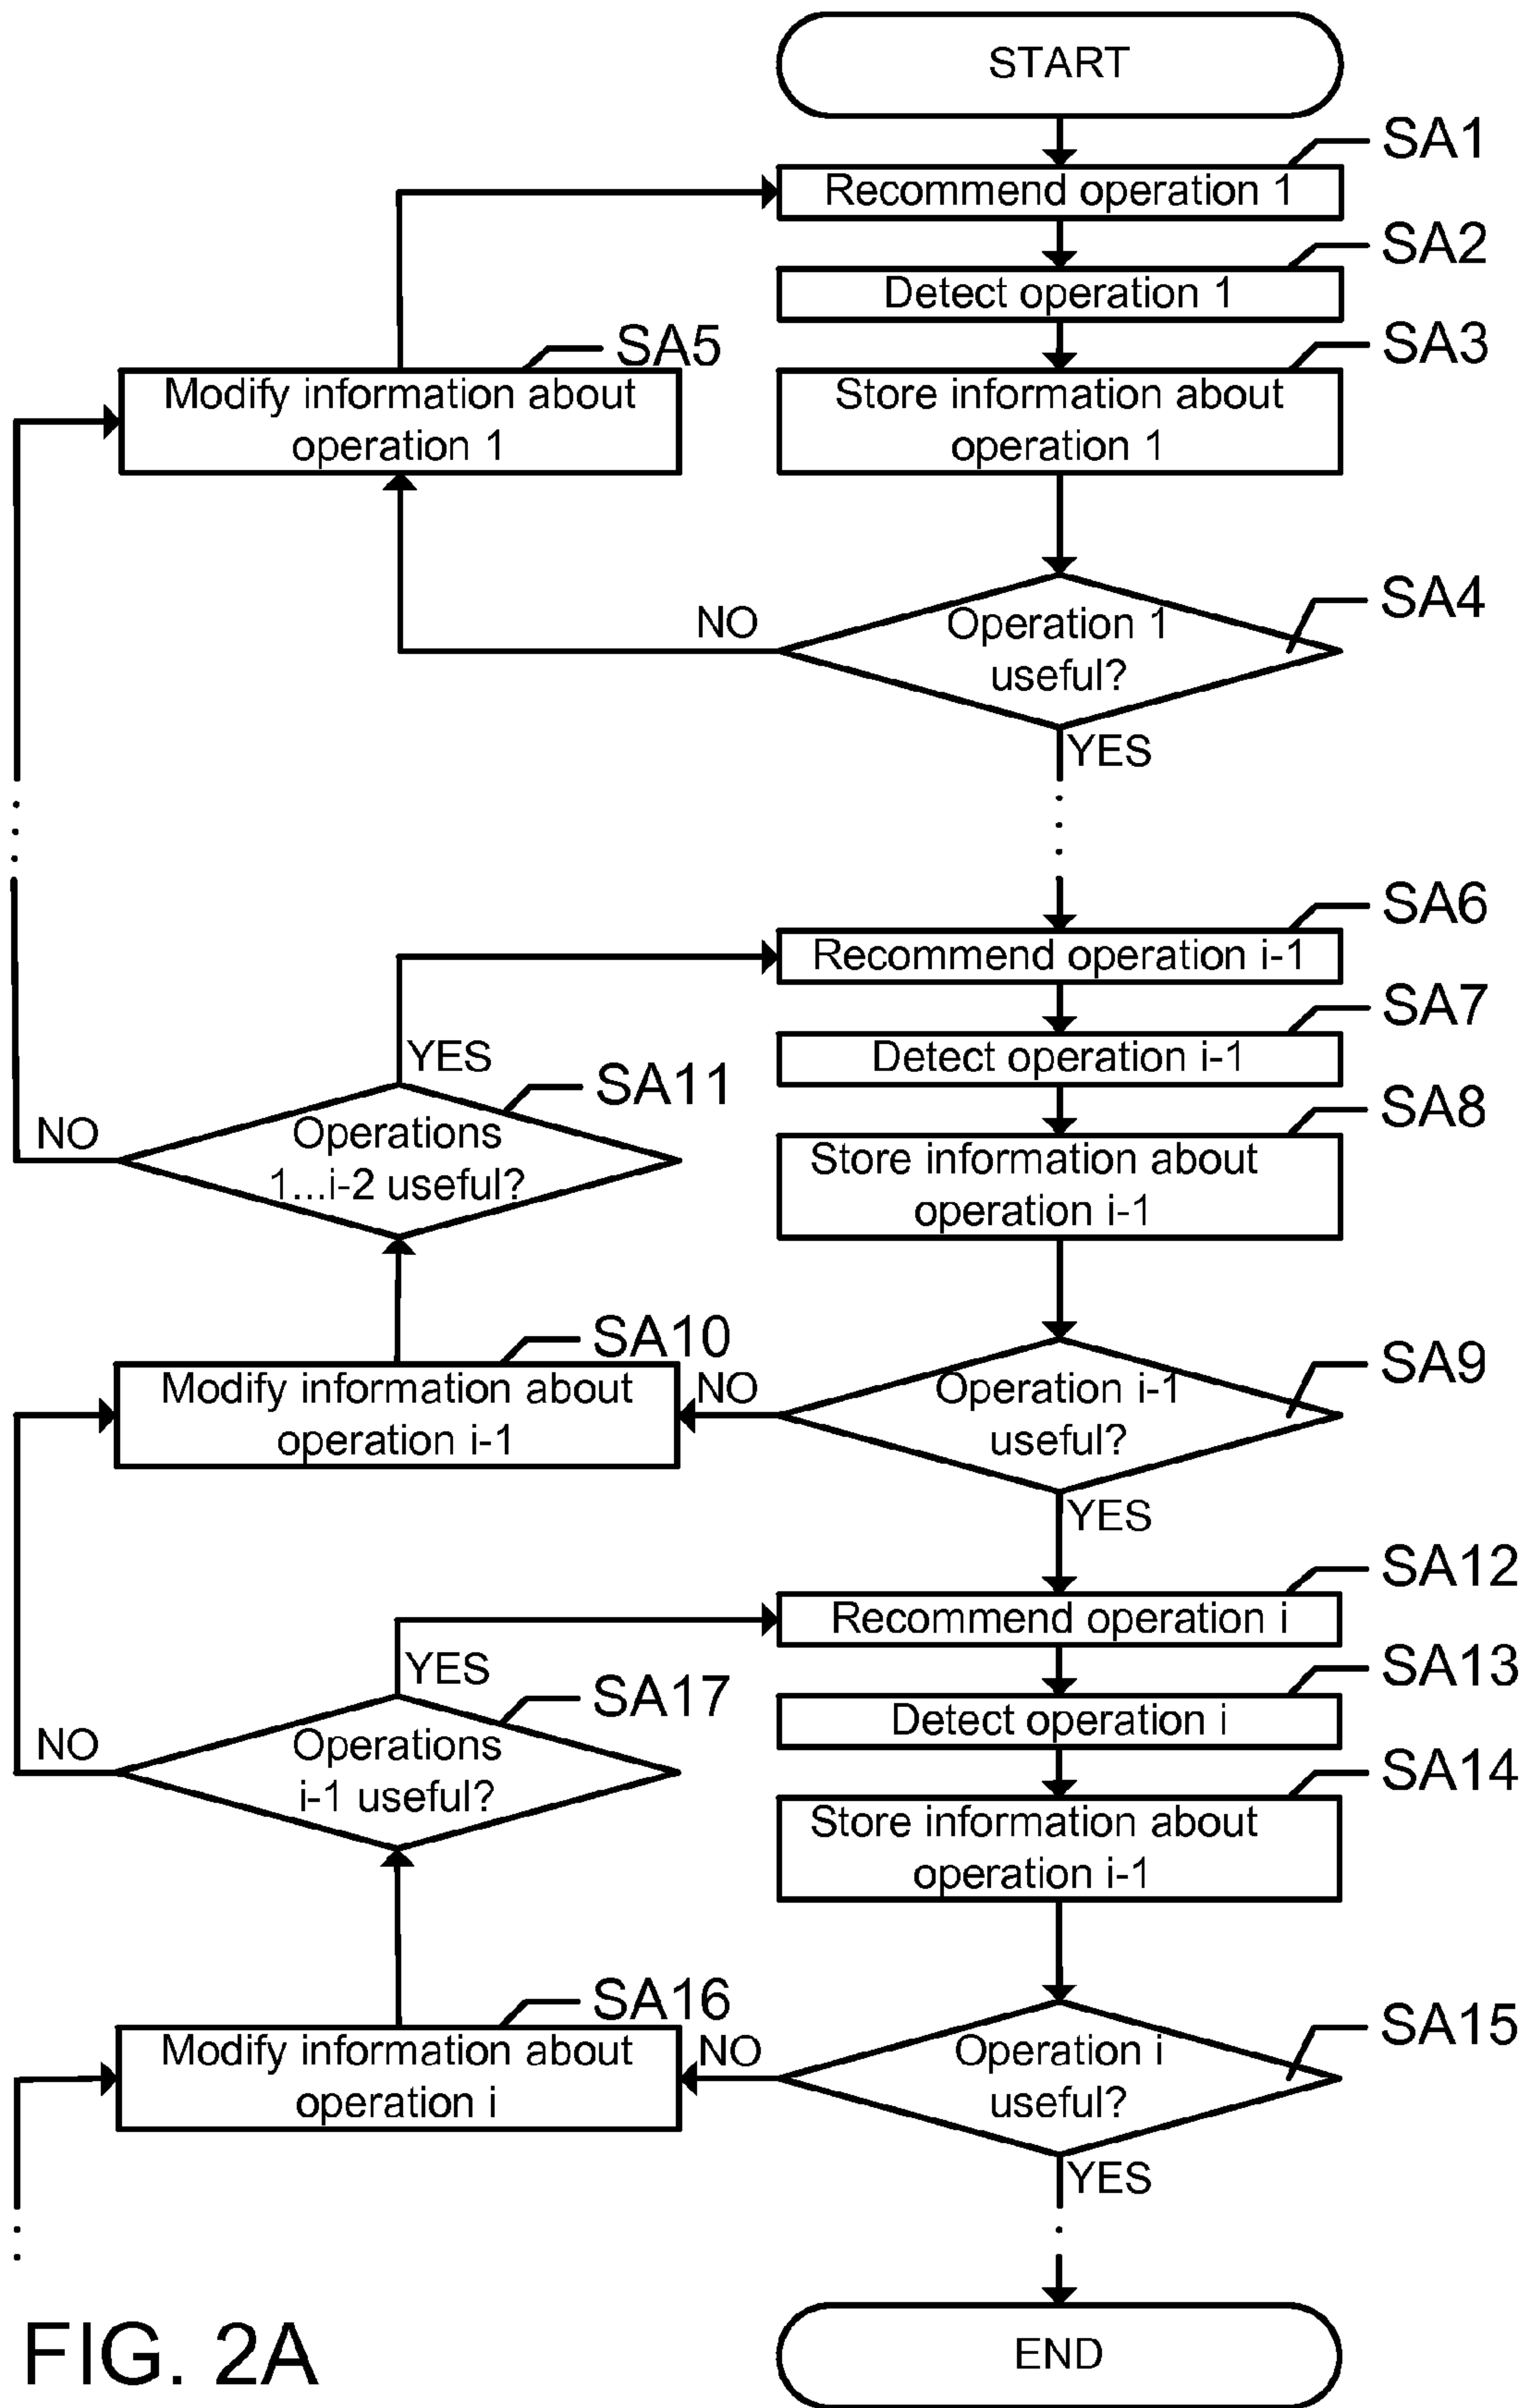 START
SA1
Recommend operation 1
SA2
Detect operation 1
SA3
Store information about
operation 1
SA5
Modify information about
operation 1
SA4
Operation 1
useful?
NO
YES
SA6
Recommend operation i-1
SA7
Detect operation i-1
SA8
Store information about
operation i-1
YES
SA11
Operations
1...i-2 useful?
NO
SA10
Modify information about
operation i-1
NO
SA9
Operation i-1
useful?
YES
SA12
Recommend operation i
SA13
Detect operation i
SA14
Store information about
operation i-1
YES
SA17
Operations
i-1 useful?
NO
SA16
Modify information about
operation i
NO
SA15
Operation i
useful?
YES
END
FIG. 2A